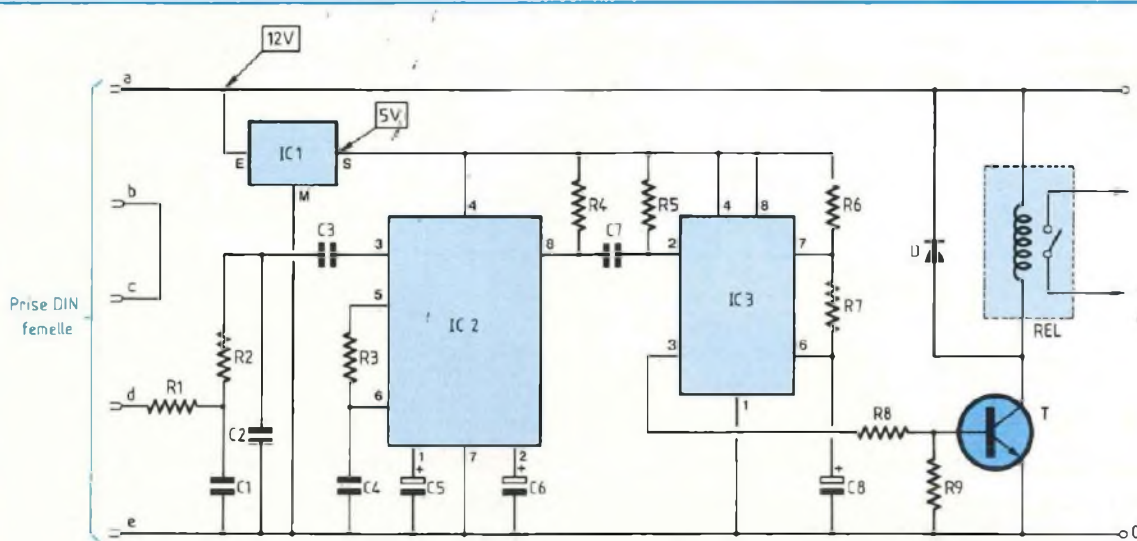 12V
a
5V
E
IC1
S
M
b
c
Prise DIN
femelle
d
e
R1
R2
C1
C2
C3
3
4
8
5
6
1
7
2
IC 2
R3
C4
+
C5
+
C6
R4
C7
R5
2
4
8
7
3
6
1
IC 3
R6
R7
+
C8
R8
R9
D
REL
T